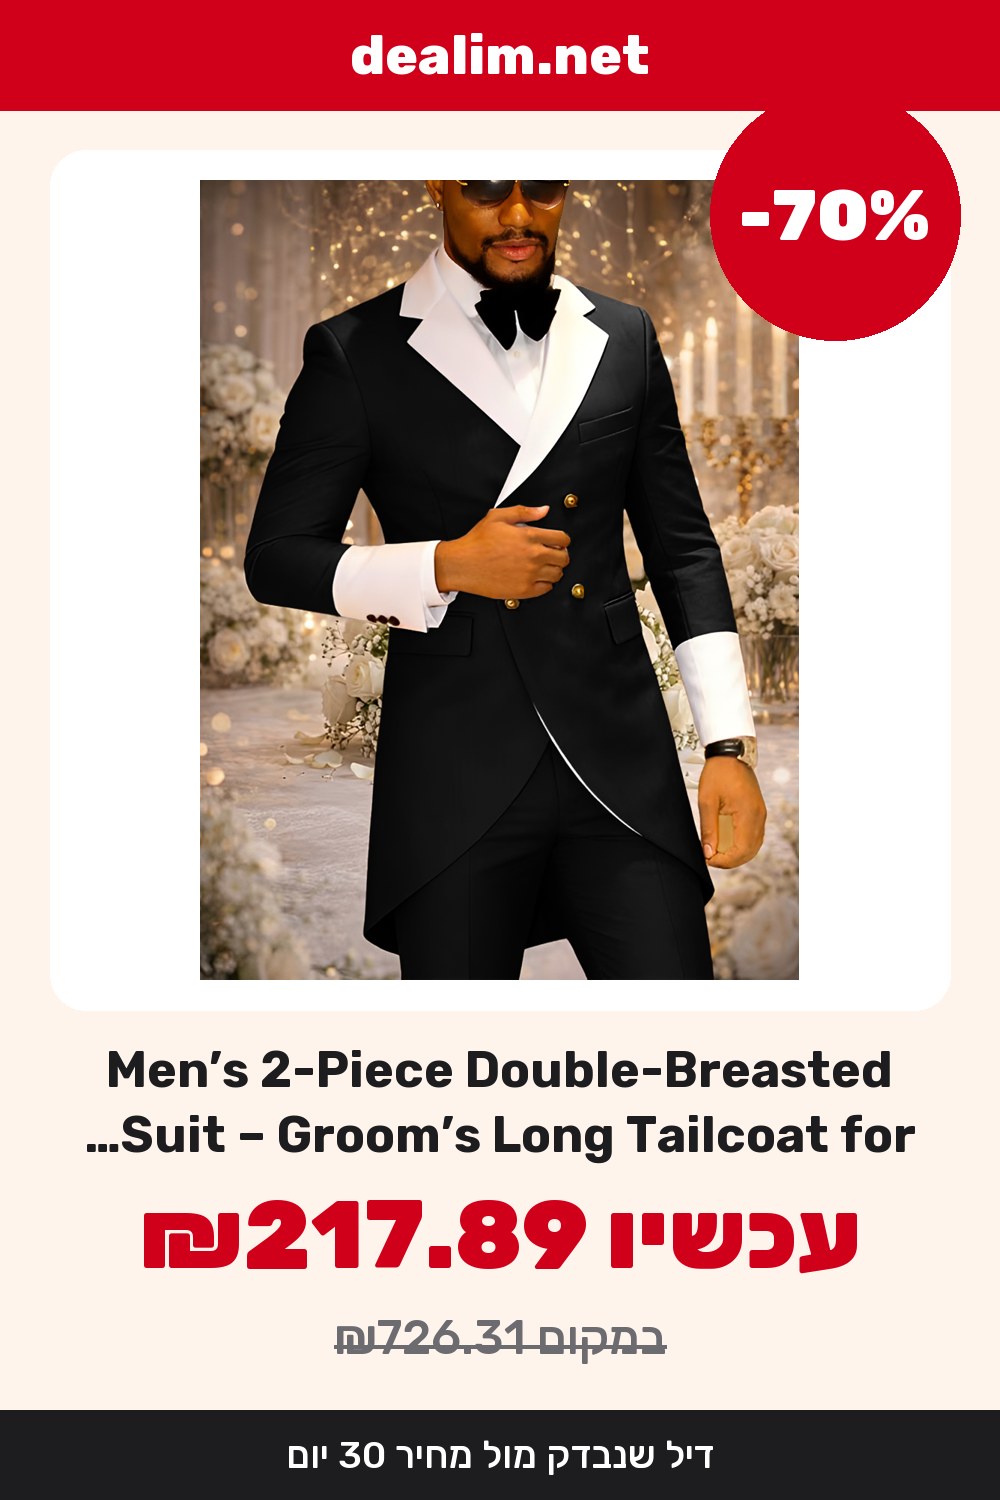 dealim.net
-70%
Men’s 2-Piece Double-Breasted
Suit – Groom’s Long Tailcoat for…
עכשיו 217.89₪
במקום 726.31₪
דיל שנבדק מול מחיר 30 יום